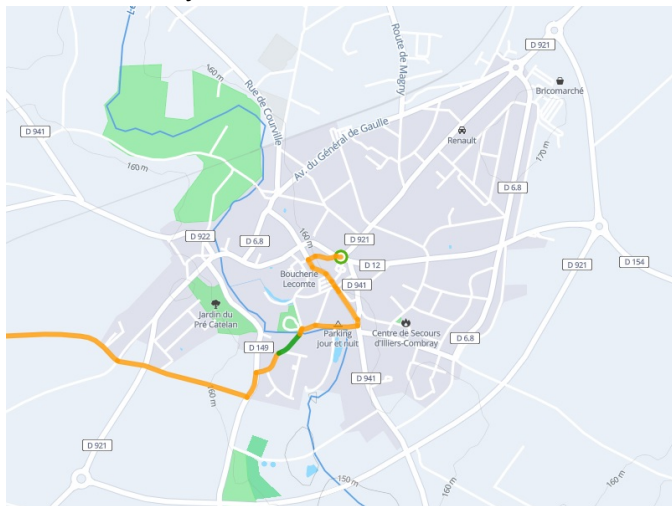 D 921
Bricomarché
Route de Magny
160 m
Rue de Courville
D 941
Av. du Général de Gaulle
Renault
170 m
160 m
D 6.8
D 922
D 6.8
160 m
D 921
D 12
D 921
D 154
Boucherie
Lecomte
D 941
Jardin du
Pré Catelan
Parking
jour et nuit
Centre de Secours
d'Illiers-Combray
D 6.8
D 149
D 941
160 m
D 921
150 m
160 m
160 m